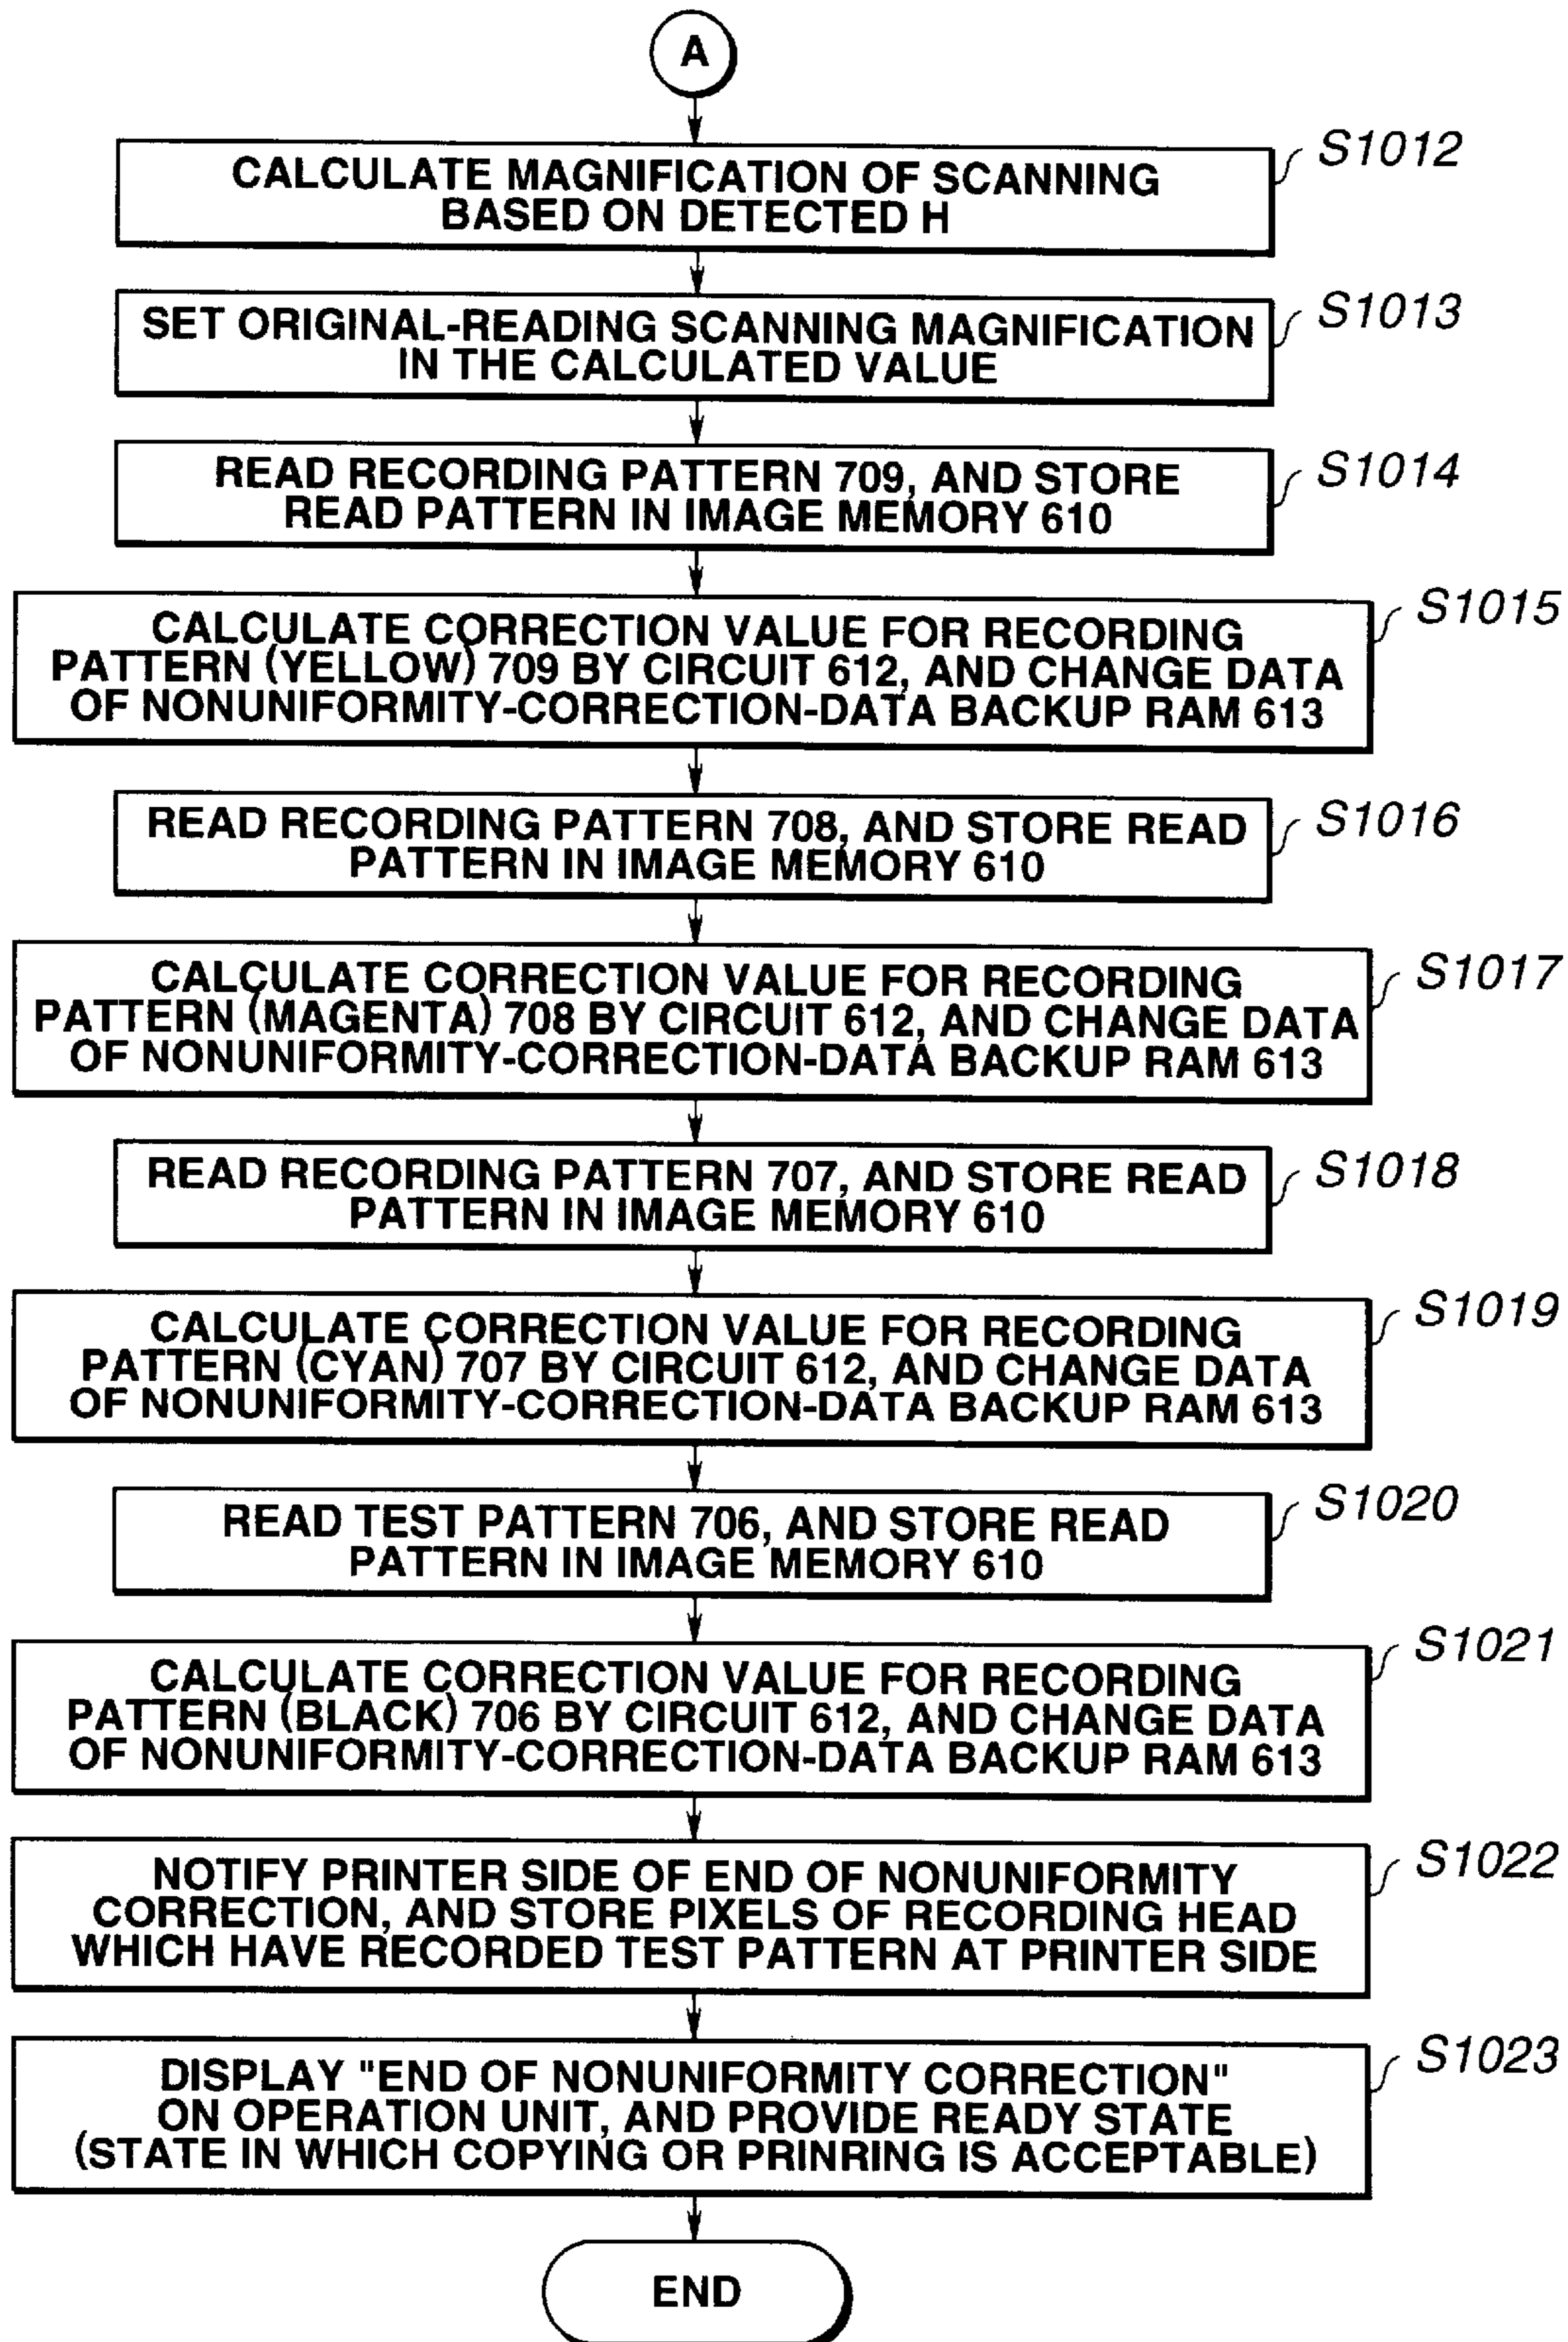 A
S1012
CALCULATE MAGNIFICATION OF SCANNING
BASED ON DETECTED H
S1013
SET ORIGINAL-READING SCANNING MAGNIFICATION
IN THE CALCULATED VALUE
S1014
READ RECORDING PATTERN 709, AND STORE
READ PATTERN IN IMAGE MEMORY 610
S1015
CALCULATE CORRECTION VALUE FOR RECORDING
PATTERN (YELLOW) 709 BY CIRCUIT 612, AND CHANGE DATA
OF NONUNIFORMITY-CORRECTION-DATA BACKUP RAM 613
S1016
READ RECORDING PATTERN 708, AND STORE READ
PATTERN IN IMAGE MEMORY 610
S1017
CALCULATE CORRECTION VALUE FOR RECORDING
PATTERN (MAGENTA) 708 BY CIRCUIT 612, AND CHANGE DATA
OF NONUNIFORMITY-CORRECTION-DATA BACKUP RAM 613
S1018
READ RECORDING PATTERN 707, AND STORE READ
PATTERN IN IMAGE MEMORY 610
S1019
CALCULATE CORRECTION VALUE FOR RECORDING
PATTERN (CYAN) 707 BY CIRCUIT 612, AND CHANGE DATA
OF NONUNIFORMITY-CORRECTION-DATA BACKUP RAM 613
S1020
READ TEST PATTERN 706, AND STORE READ
PATTERN IN IMAGE MEMORY 610
S1021
CALCULATE CORRECTION VALUE FOR RECORDING
PATTERN (BLACK) 706 BY CIRCUIT 612, AND CHANGE DATA
OF NONUNIFORMITY-CORRECTION-DATA BACKUP RAM 613
S1022
NOTIFY PRINTER SIDE OF END OF NONUNIFORMITY
CORRECTION, AND STORE PIXELS OF RECORDING HEAD
WHICH HAVE RECORDED TEST PATTERN AT PRINTER SIDE
S1023
DISPLAY "END OF NONUNIFORMITY CORRECTION"
ON OPERATION UNIT, AND PROVIDE READY STATE
(STATE IN WHICH COPYING OR PRINRING IS ACCEPTABLE)
END